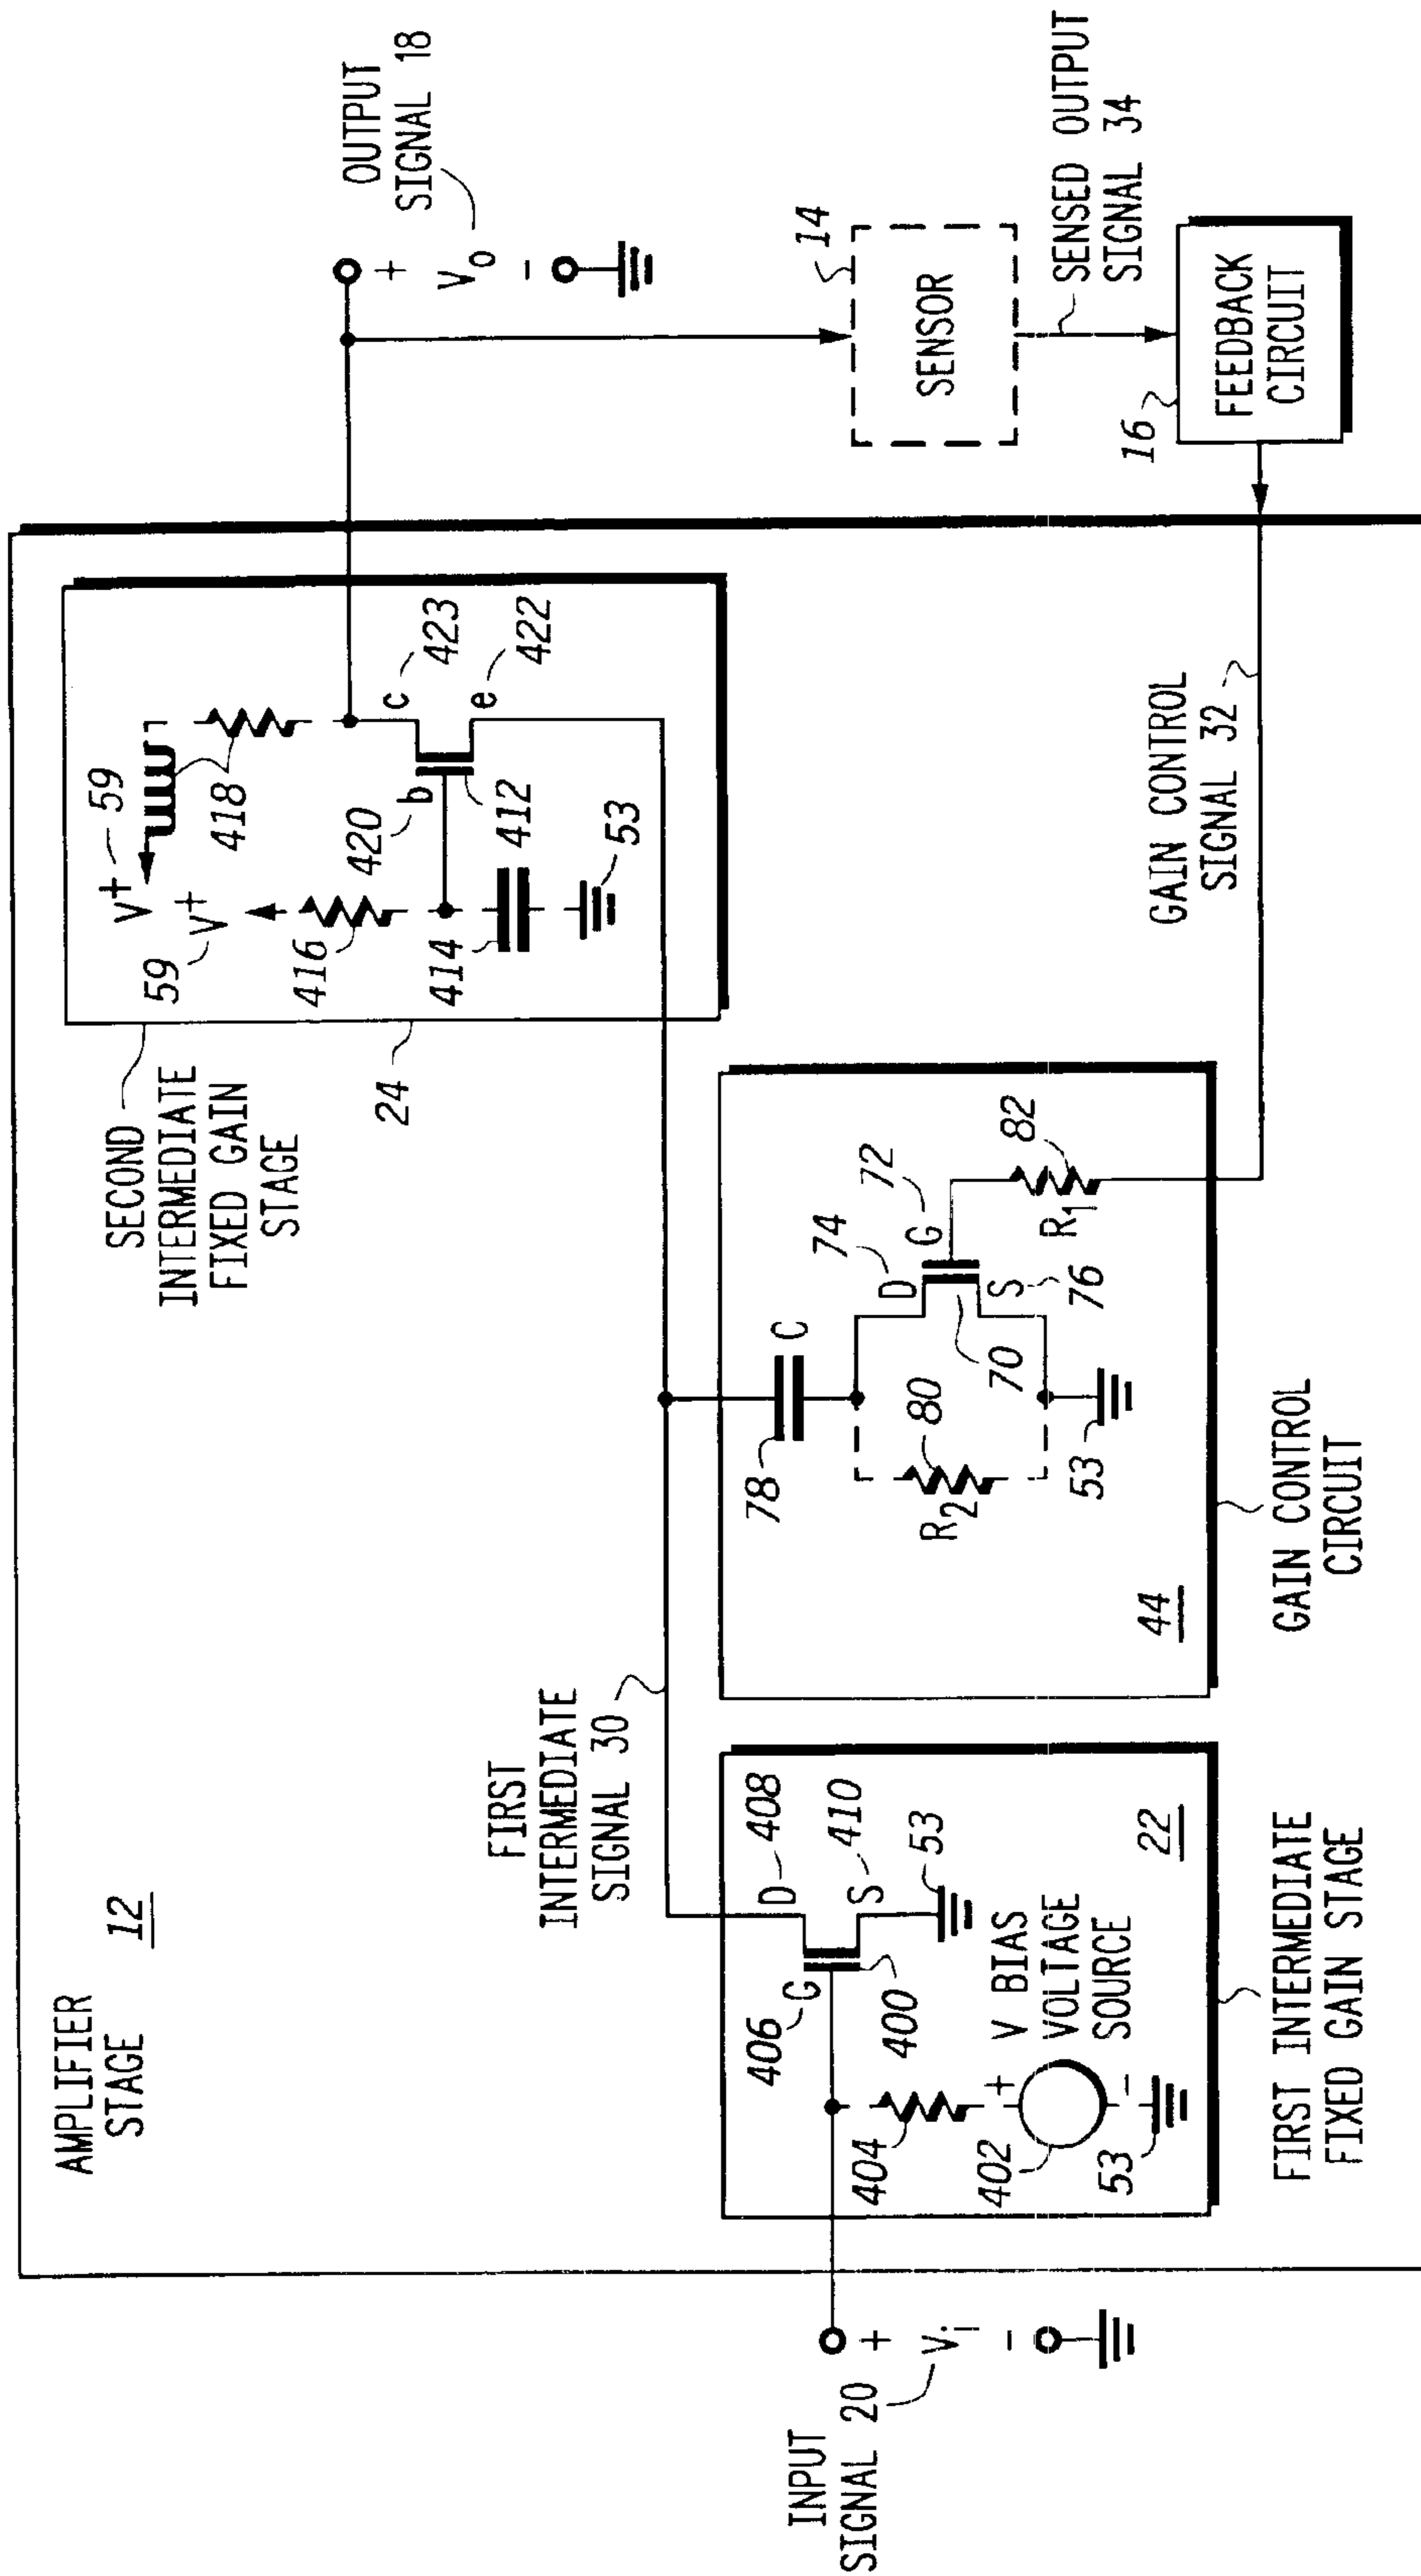 AMPLIFIER
STAGE
12
INPUT
SIGNAL 20
+
Vi
-
406
G
D
408
S
410
53
400
404
402
+
-
53
V BIAS
VOLTAGE
SOURCE
22
FIRST INTERMEDIATE
FIXED GAIN STAGE
FIRST
INTERMEDIATE
SIGNAL 30
78
C
D
74
G
72
S
76
70
80
R2
R1
82
53
44
GAIN CONTROL
CIRCUIT
SECOND
INTERMEDIATE
FIXED GAIN
STAGE
24
V+
59
V+
59
418
416
420
b
c
423
e
422
412
414
53
OUTPUT
SIGNAL 18
+
Vo
-
14
SENSOR
SENSED OUTPUT
SIGNAL 34
16
FEEDBACK
CIRCUIT
GAIN CONTROL
SIGNAL 32